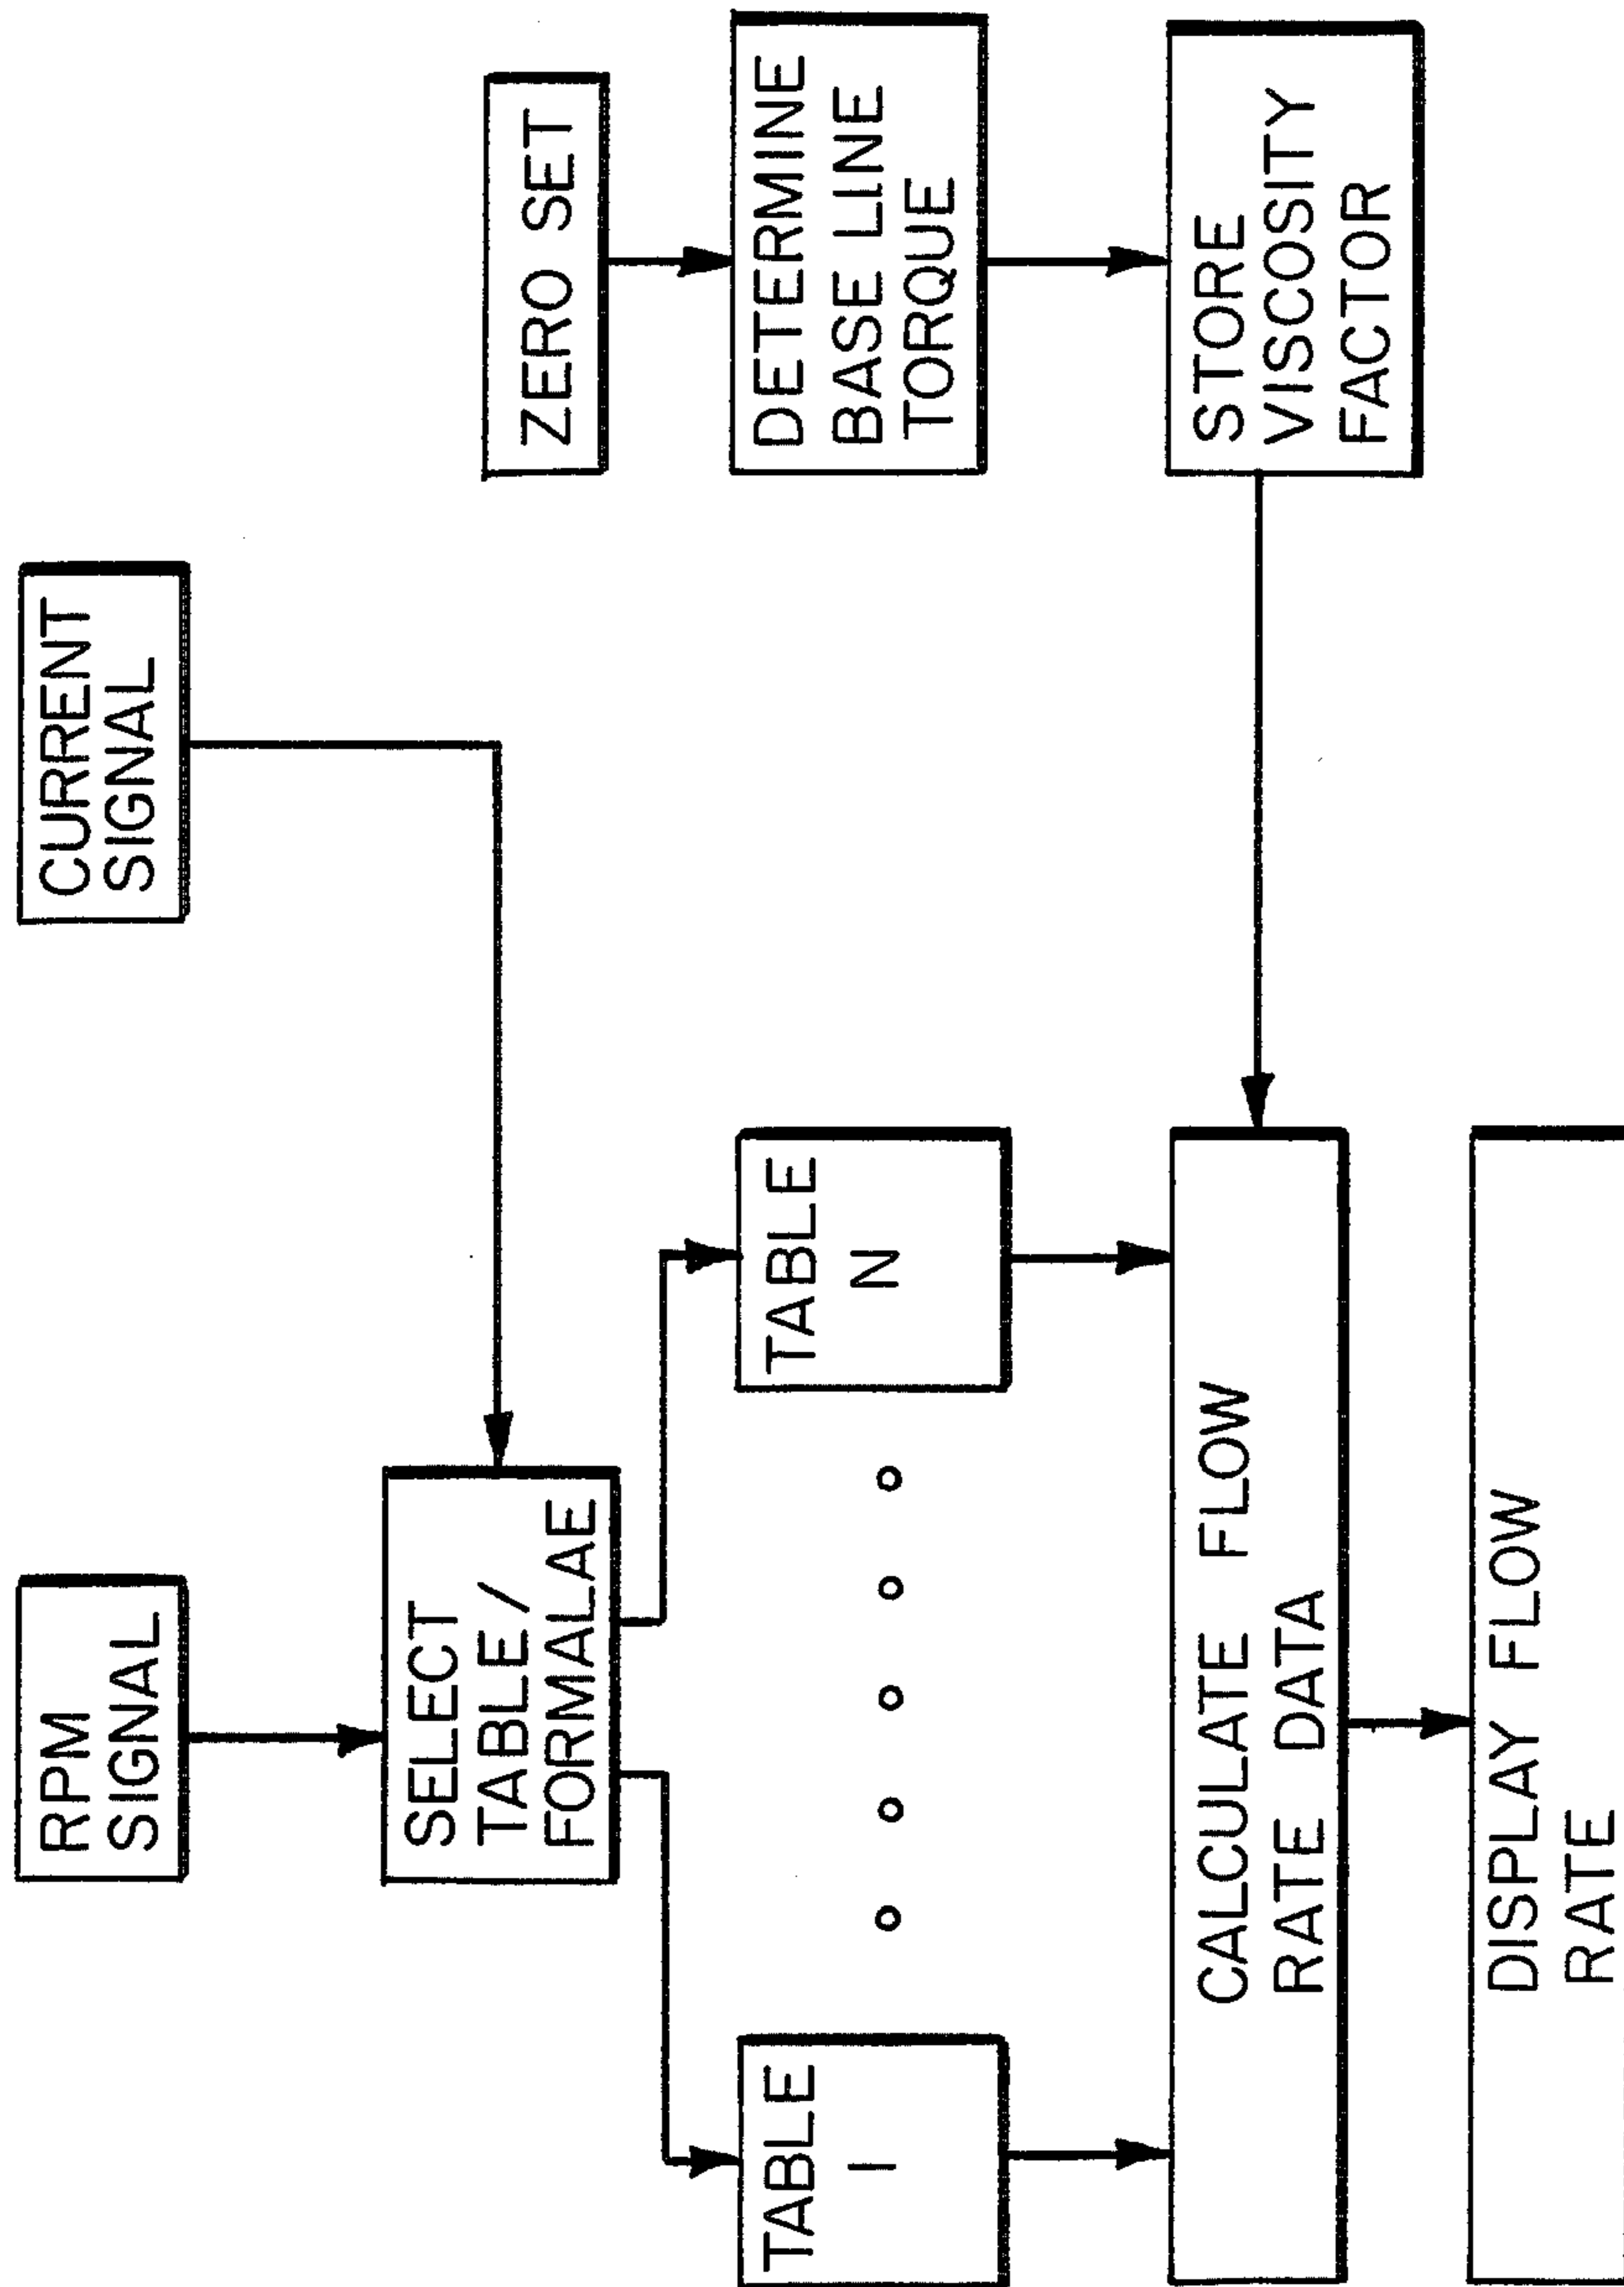 RPM
SIGNAL
CURRENT
SIGNAL
SELECT
TABLE /
FORMALAE
ZERO SET
TABLE
1
TABLE
N
DETERMINE
BASE LINE
TORQUE
CALCULATE FLOW
RATE DATA
STORE
VISCOSITY
FACTOR
DISPLAY FLOW
RATE